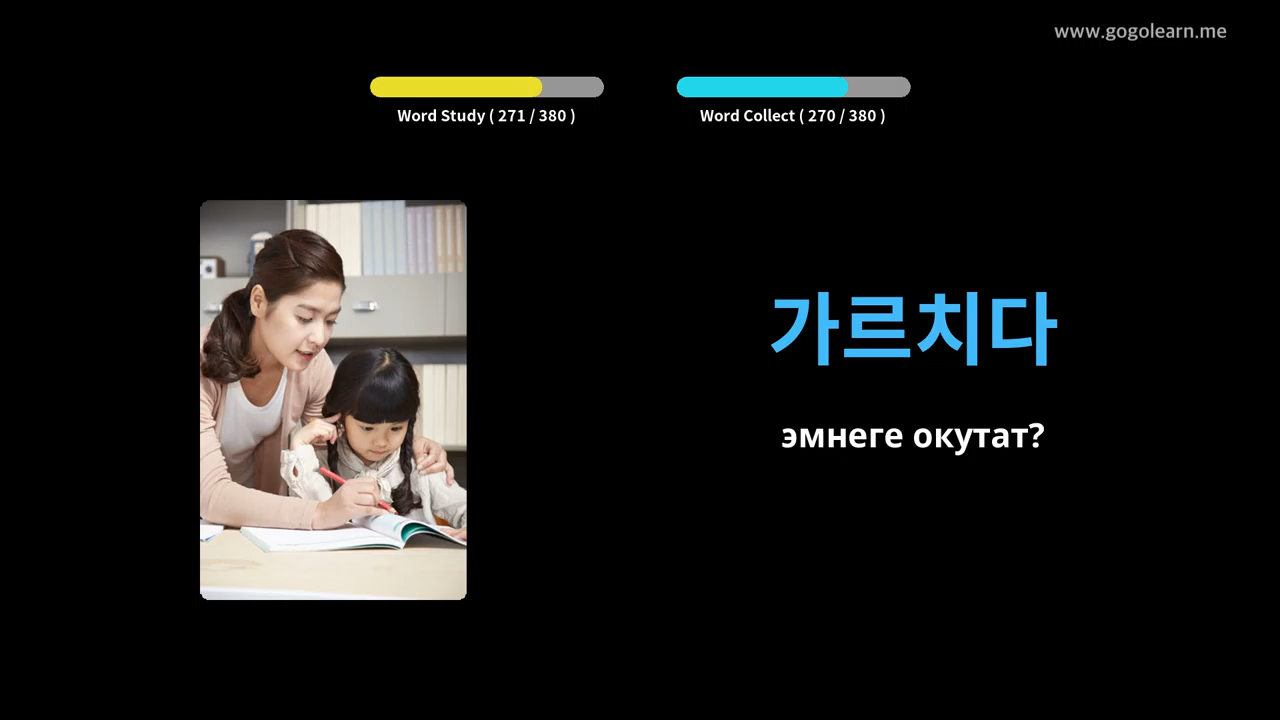 www.gogolearn.me
Word Study ( 271 / 380 )
Word Collect ( 270 / 380 )
가르치다
эмнеге окутат?